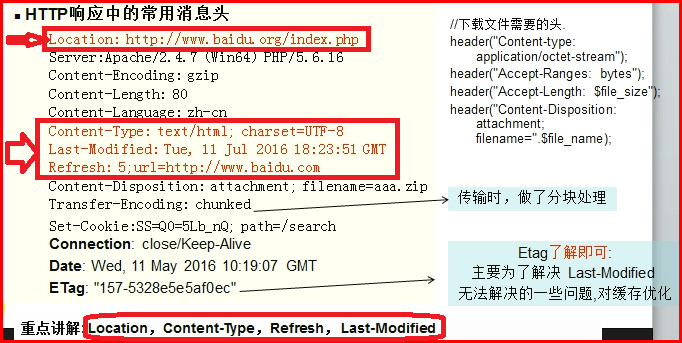 HTTP响应中的常用消息头
Location: http://www.baidu.org/index.php
Server:Apache/2.4.7 (Win64) PHP/5.6.16
Content-Encoding: gzip
Content-Length: 80
Content-Language: zh-cn
Content-Type: text/html; charset=UTF-8
Last-Modified: Tue, 11 Jul 2016 18:23:51 GMT
Refresh: 5;url=http://www.baidu.com
Content-Disposition: attachment; filename=aaa.zip
Transfer-Encoding: chunked
Set-Cookie:SS=Q0=5Lb_nQ; path=/search
Connection: close/Keep-Alive
Date: Wed, 11 May 2016 10:19:07 GMT
ETag: "157-5328e5e5af0ec"
重点讲解:Location，Content-Type，Refresh，Last-Modified
//下载文件需要的头.
header("Content-type:
application/octet-stream");
header("Accept-Ranges: bytes");
header("Accept-Length: $file_size");
header("Content-Disposition:
attachment;
filename=".$file_name);
传输时，做了分块处理
Etag了解即可:
主要为了解决 Last-Modified
无法解决的一些问题,对缓存优化